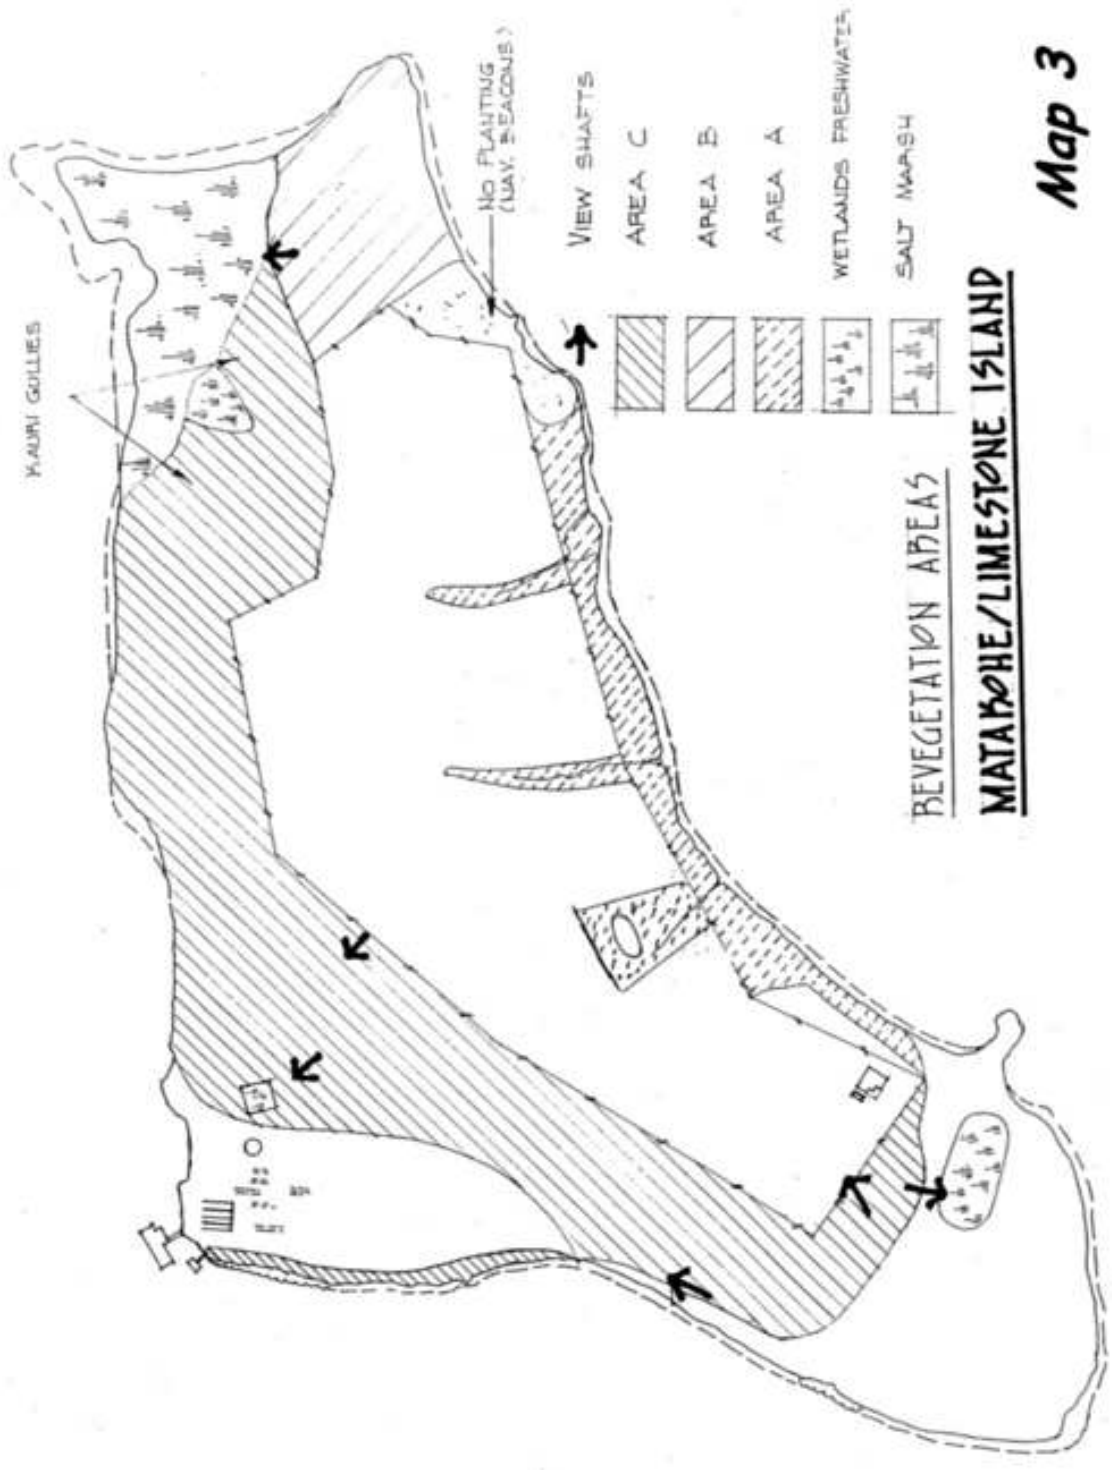 KAURI GULLIES
NO PLANTING
(NAV. BEACONS)
VIEW SHAFTS
AREA C
AREA B
AREA A
WETLANDS FRESHWATER
SALT MARSH
REVEGETATION AREAS
MATAKOHE/LIMESTONE ISLAND
Map 3